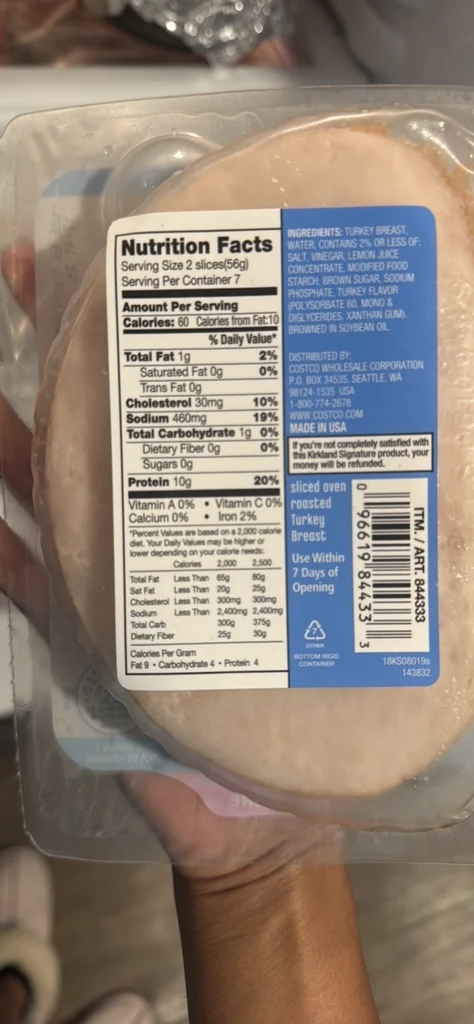 Nutrition Facts
Serving Size 2 slices(56g)
Serving Per Container 7
Amount Per Serving
Calories: 60 Calories from Fat:10
% Daily Value*
Total Fat 1g 2%
Saturated Fat 0g 0%
Trans Fat 0g
Cholesterol 30mg 10%
Sodium 460mg 19%
Total Carbohydrate 1g 0%
Dietary Fiber 0g 0%
Sugars 0g
Protein 10g 20%
Vitamin A 0% • Vitamin C 0%
Calcium 0% • Iron 2%
*Percent Values are based on a 2,000 calorie
diet. Your Daily Values may be higher or
lower depending on your calorie needs:
Calories 2,000 2,500
Total Fat Less Than 65g 80g
Sat Fat Less Than 20g 25g
Cholesterol Less Than 300mg 300mg
Sodium Less Than 2,400mg 2,400mg
Total Carb 300g 375g
Dietary Fiber 25g 30g
Calories Per Gram
Fat 9 • Carbohydrate 4 • Protein 4
INGREDIENTS: TURKEY BREAST,
WATER, CONTAINS 2% OR LESS OF:
SALT, VINEGAR, LEMON JUICE
CONCENTRATE, MODIFIED FOOD
STARCH, BROWN SUGAR, SODIUM
PHOSPHATE, TURKEY FLAVOR
(POLYSORBATE 60, MONO &
DIGLYCERIDES, XANTHAN GUM).
BROWNED IN SOYBEAN OIL.
DISTRIBUTED BY:
COSTCO WHOLESALE CORPORATION
P.O. BOX 34535, SEATTLE, WA
98124-1535 USA
1-800-774-2678
WWW.COSTCO.COM
MADE IN USA
If you're not completely satisfied with
this Kirkland Signature product, your
money will be refunded.
sliced oven
roasted
Turkey
Breast
Use Within
7 Days of
Opening
7
OTHER
BOTTOM RIGID
CONTAINER
0 96619 84433 3
ITM. / ART. 844333
18KS08019a
143832